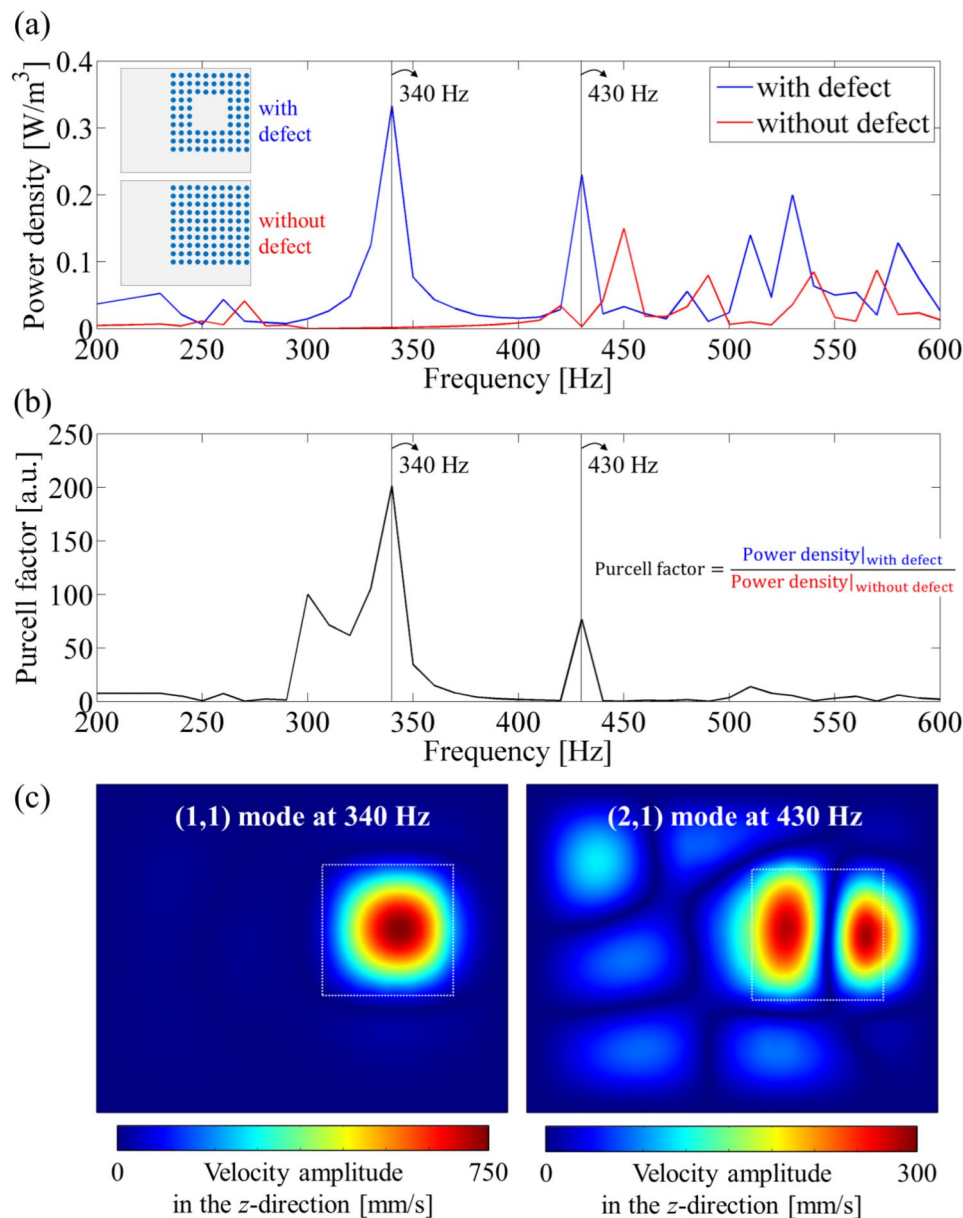 (a)
Power density [W/m³]
0.4
0.3
0.2
0.1
0
with
defect
without
defect
340 Hz
430 Hz
with defect
without defect
200
250
300
350
400
450
500
550
600
Frequency [Hz]
(b)
Purcell factor [a.u.]
250
200
150
100
50
0
340 Hz
430 Hz
Purcell factor = Power density|with defect
Power density|without defect
200
250
300
350
400
450
500
550
600
Frequency [Hz]
(c)
(1,1) mode at 340 Hz
(2,1) mode at 430 Hz
0
750
Velocity amplitude
in the z-direction [mm/s]
0
300
Velocity amplitude
in the z-direction [mm/s]